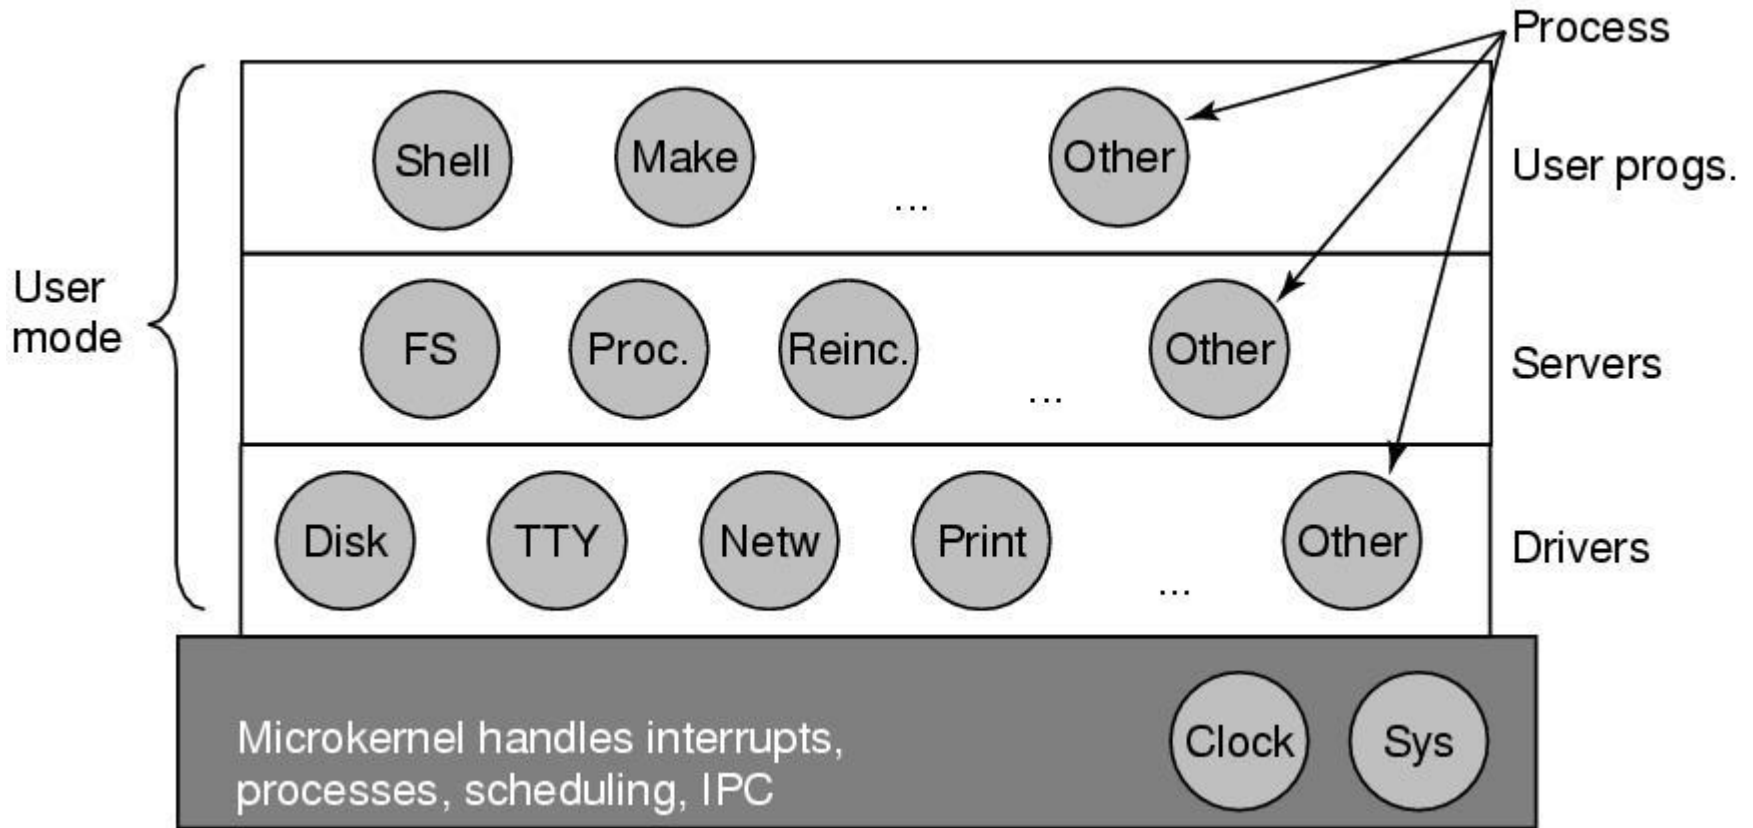 Process
Shell
Make
...
Other
User progs.
User
mode
FS
Proc.
Reinc.
...
Other
Servers
Disk
TTY
Netw
Print
...
Other
Drivers
Microkernel handles interrupts,
processes, scheduling, IPC
Clock
Sys